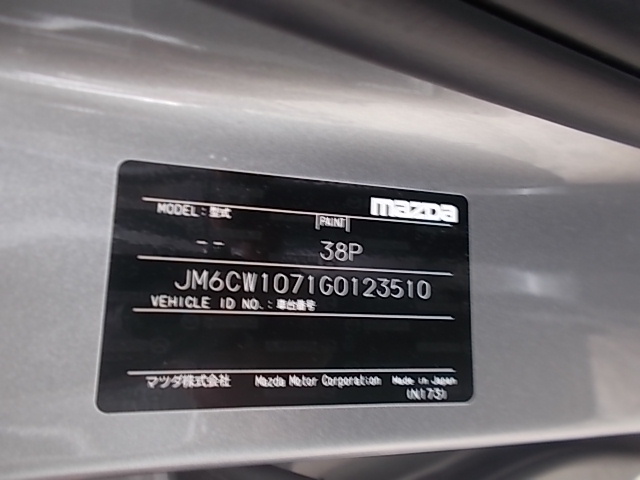 mazda
MODEL : 型式
PAINT
38P
JM6CW1071G0123510
VEHICLE ID NO. : 車台番号
マツダ株式会社 Mazda Motor Corporation Made in Japan
(N173)